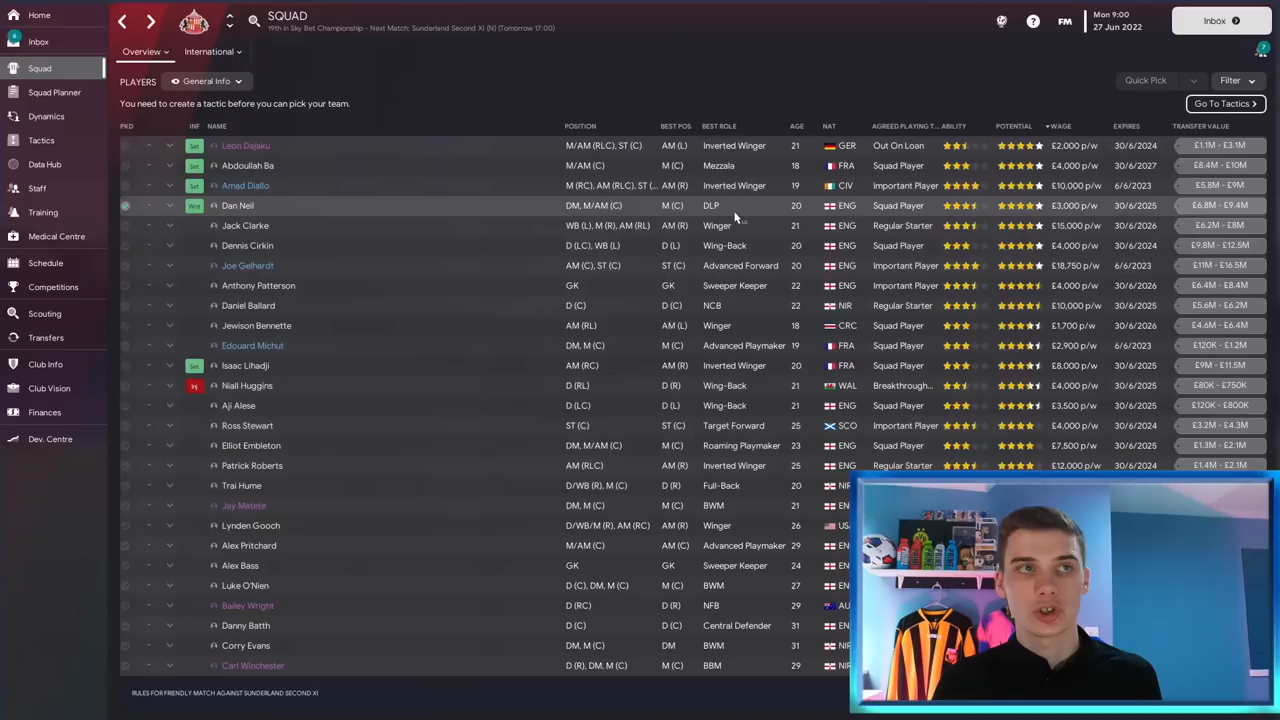 Home
6
Inbox
Squad
Squad Planner
Dynamics
Tactics
Data Hub
Staff
Training
Medical Centre
Schedule
Competitions
Scouting
Transfers
Club Info
Club Vision
Finances
Dev. Centre
SQUAD
19th in Sky Bet Championship - Next Match: Sunderland Second XI (N) (Tomorrow 17:00)
? FM Mon 9:00
27 Jun 2022
Inbox
Overview International 7
PLAYERS General Info Quick Pick Filter
You need to create a tactic before you can pick your team. Go To Tactics >
PKD INF NAME POSITION BEST POS BEST ROLE AGE NAT AGREED PLAYING T... ABILITY POTENTIAL WAGE EXPIRES TRANSFER VALUE
- Set Leon Dajaku M/AM (RLC), ST (C) AM (L) Inverted Winger 21 GER Out On Loan £2,000 p/w 30/6/2024 £1.1M - £3.1M
- Set Abdoullah Ba M/AM (C) M (C) Mezzala 18 FRA Squad Player £4,000 p/w 30/6/2027 £8.4M - £10M
- Set Amad Diallo M (RC), AM (RLC), ST (... AM (R) Inverted Winger 19 CIV Important Player £10,000 p/w 6/6/2023 £5.8M - £9M
- Wnt Dan Neil DM, M/AM (C) M (C) DLP 20 ENG Squad Player £3,000 p/w 30/6/2025 £6.8M - £9.4M
- Jack Clarke WB (L), M (R), AM (RL) AM (R) Winger 21 ENG Regular Starter £15,000 p/w 30/6/2026 £6.2M - £8M
- Dennis Cirkin D (LC), WB (L) D (L) Wing-Back 20 ENG Squad Player £4,000 p/w 30/6/2024 £9.8M - £12.5M
- Joe Gelhardt AM (C), ST (C) ST (C) Advanced Forward 20 ENG Important Player £18,750 p/w 6/6/2023 £11M - £16.5M
- Anthony Patterson GK GK Sweeper Keeper 22 ENG Important Player £4,000 p/w 30/6/2026 £6.4M - £8.4M
- Daniel Ballard D (C) D (C) NCB 22 NIR Regular Starter £10,000 p/w 30/6/2025 £5.6M - £6.2M
- Jewison Bennette AM (RL) AM (L) Winger 18 CRC Squad Player £1,700 p/w 30/6/2026 £4.6M - £6.4M
- Edouard Michut DM, M (C) M (C) Advanced Playmaker 19 FRA Squad Player £2,900 p/w 6/6/2023 £120K - £1.2M
- Set Isaac Lihadji AM (RC) AM (R) Inverted Winger 20 FRA Squad Player £8,000 p/w 30/6/2025 £9M - £11.5M
- Inj Niall Huggins D (RL) D (R) Wing-Back 21 WAL Breakthrough... £4,000 p/w 30/6/2025 £80K - £750K
- Aji Alese D (LC) D (L) Wing-Back 21 ENG Squad Player £3,500 p/w 30/6/2025 £120K - £800K
- Ross Stewart ST (C) ST (C) Target Forward 25 SCO Important Player £4,000 p/w 30/6/2024 £3.2M - £4.3M
- Elliot Embleton DM, M/AM (C) M (C) Roaming Playmaker 23 ENG Squad Player £7,500 p/w 30/6/2025 £1.3M - £2.1M
- Patrick Roberts AM (RLC) AM (R) Inverted Winger 25 ENG Regular Starter £12,000 p/w 30/6/2024 £1.4M - £2.1M
- Trai Hume D/WB (R), M (C) D (R) Full-Back 20
- Jay Matete DM, M (C) M (C) BWM 21
- Lynden Gooch D/WB/M (R), AM (RC) AM (R) Winger 26
- Alex Pritchard M/AM (C) AM (C) Advanced Playmaker 29
- Alex Bass GK GK Sweeper Keeper 24
- Luke O'Nien D (C), DM, M (C) M (C) BWM 27
- Bailey Wright D (RC) D (R) NFB 29
- Danny Batth D (C) D (C) Central Defender 31
- Corry Evans DM, M (C) DM BWM 31
- Carl Winchester D (R), DM, M (C) M (C) BBM 29
RULES FOR FRIENDLY MATCH AGAINST SUNDERLAND SECOND XI